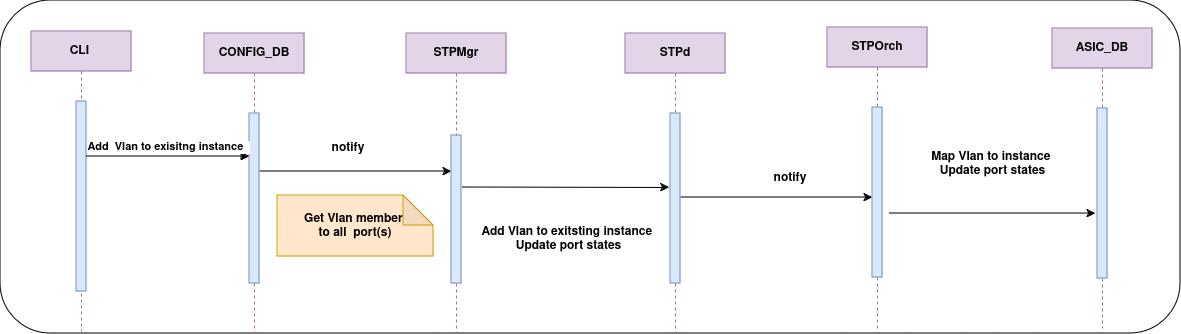 CLI
CONFIG_DB
STPMgr
STPd
STPOrch
ASIC_DB
Add Vlan to exisitng instance
notify
Get Vlan member
to all port(s)
Add Vlan to exitsting instance
Update port states
notify
Map Vlan to instance
Update port states